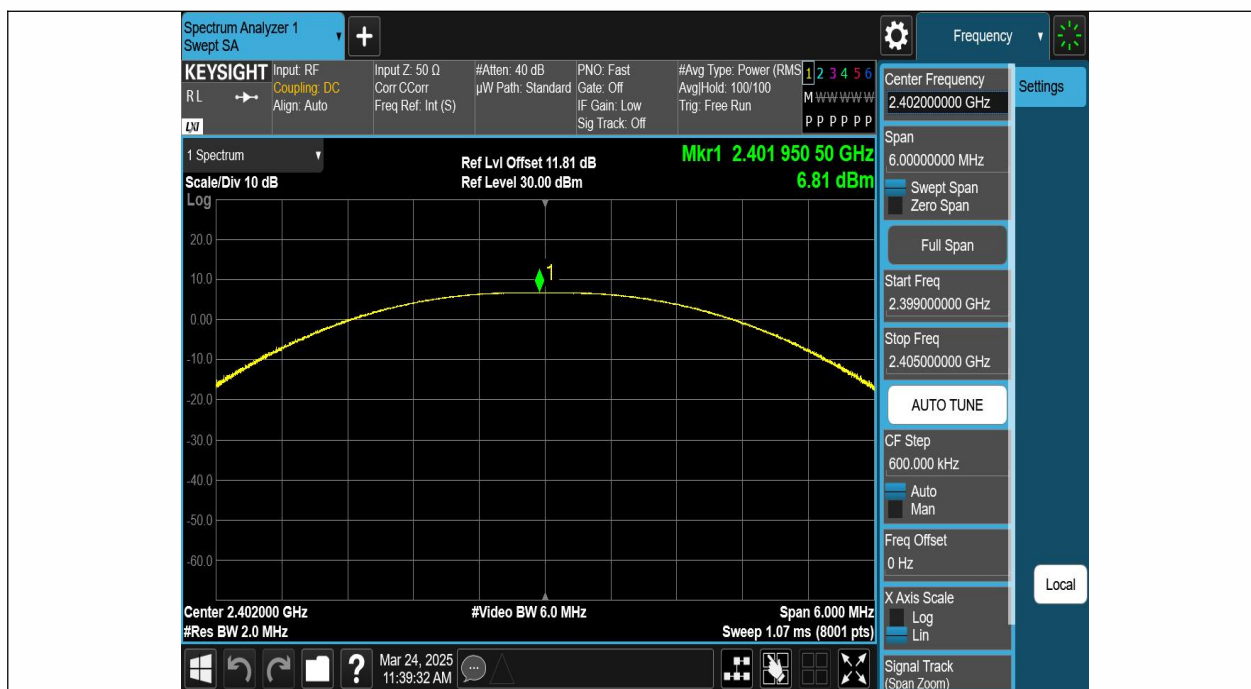 Spectrum Analyzer 1
Swept SA
Frequency
KEYSIGHT
RL
LXI
Input: RF
Coupling: DC
Align: Auto
Input Z: 50 Ω
Corr CCorr
Freq Ref: Int (S)
#Atten: 40 dB
µW Path: Standard
PNO: Fast
Gate: Off
IF Gain: Low
Sig Track: Off
#Avg Type: Power (RMS
Avg|Hold: 100/100
Trig: Free Run
1 2 3 4 5 6
M W W W W W
P P P P P P
1 Spectrum
Scale/Div 10 dB
Log
Ref Lvl Offset 11.81 dB
Ref Level 30.00 dBm
Mkr1 2.401 950 50 GHz
6.81 dBm
20.0
10.0
0.00
-10.0
-20.0
-30.0
-40.0
-50.0
-60.0
1
Center 2.402000 GHz
#Res BW 2.0 MHz
#Video BW 6.0 MHz
Span 6.000 MHz
Sweep 1.07 ms (8001 pts)
?
Mar 24, 2025
11:39:32 AM
Center Frequency
2.402000000 GHz
Settings
Span
6.00000000 MHz
Swept Span
Zero Span
Full Span
Start Freq
2.399000000 GHz
Stop Freq
2.405000000 GHz
AUTO TUNE
CF Step
600.000 kHz
Auto
Man
Freq Offset
0 Hz
X Axis Scale
Log
Lin
Local
Signal Track
(Span Zoom)